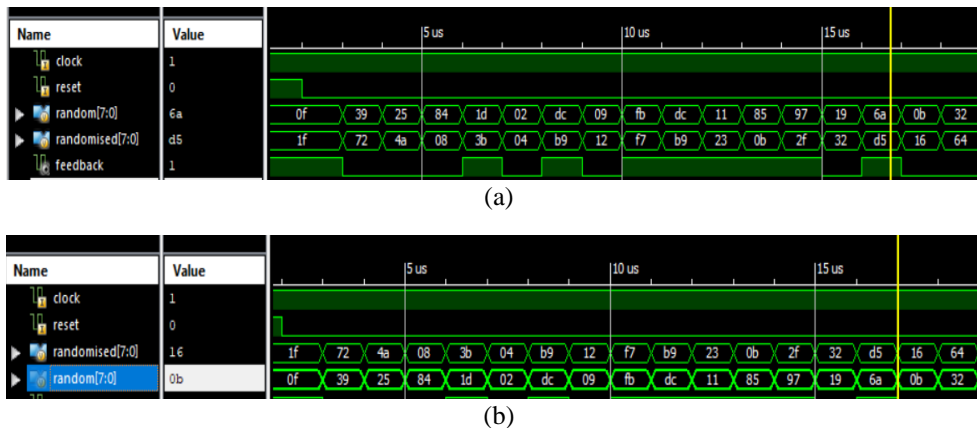 Name Value 5 us 10 us 15 us
clock 1
reset 0
random[7:0] 6a 0f 39 25 84 1d 02 dc 09 fb dc 11 85 97 19 6a 0b 32
randomised[7:0] d5 1f 72 4a 08 3b 04 b9 12 f7 b9 23 0b 2f 32 d5 16 64
feedback 1
(a)
Name Value 5 us 10 us 15 us
clock 1
reset 0
randomised[7:0] 16 1f 72 4a 08 3b 04 b9 12 f7 b9 23 0b 2f 32 d5 16 64
random[7:0] 0b 0f 39 25 84 1d 02 dc 09 fb dc 11 85 97 19 6a 0b 32
(b)